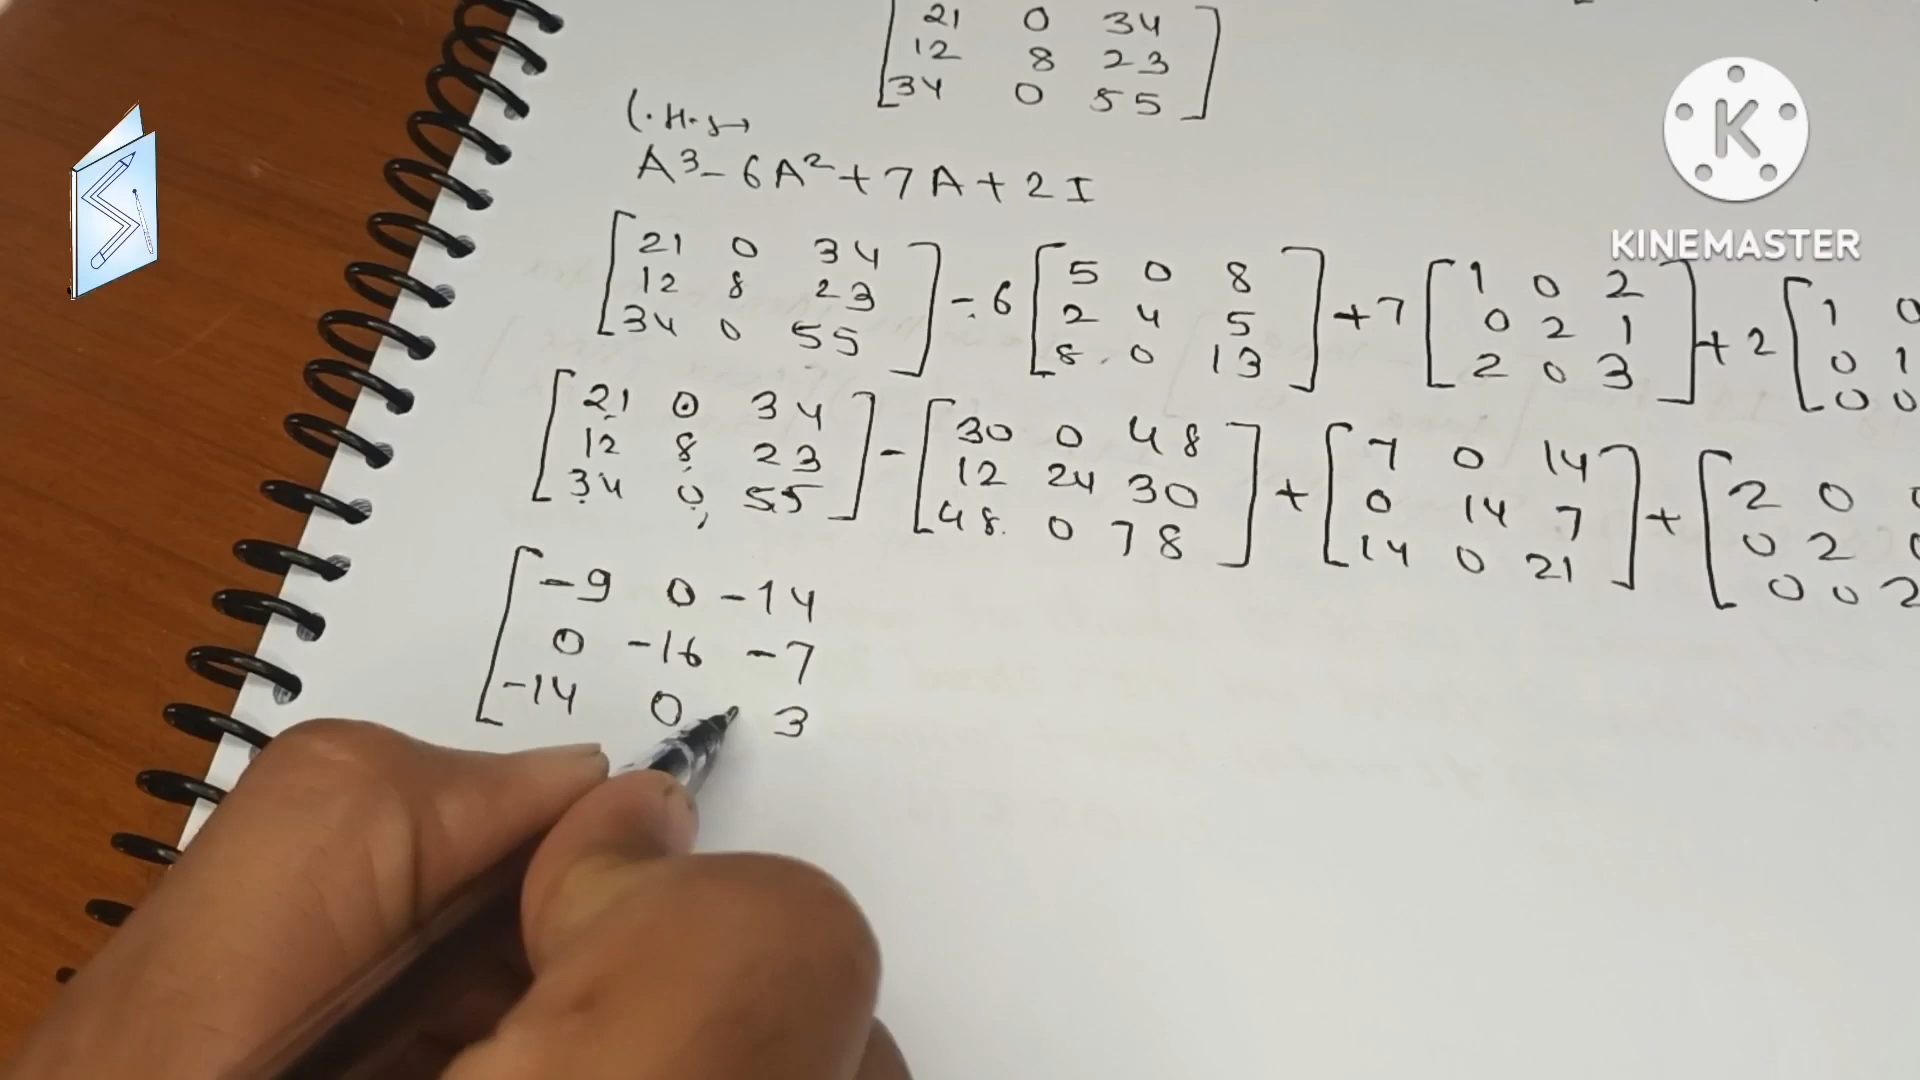 21 0 34
12 8 23
34 0 55
L.H.S→
A³-6A²+7A+2I
21 0 34 5 0 8 1 0 2 1 0
12 8 23 -6 2 4 5 +7 0 2 1 +2 0 1
34 0 55 8 0 13 2 0 3 0 0
21 0 34 30 0 48 7 0 14 2 0 0
12 8 23 - 12 24 30 + 0 14 7 + 0 2 0
34 0 55 48 0 78 14 0 21 0 0 2
-9 0 -14
0 -16 -7
-14 0 3
KINEMASTER